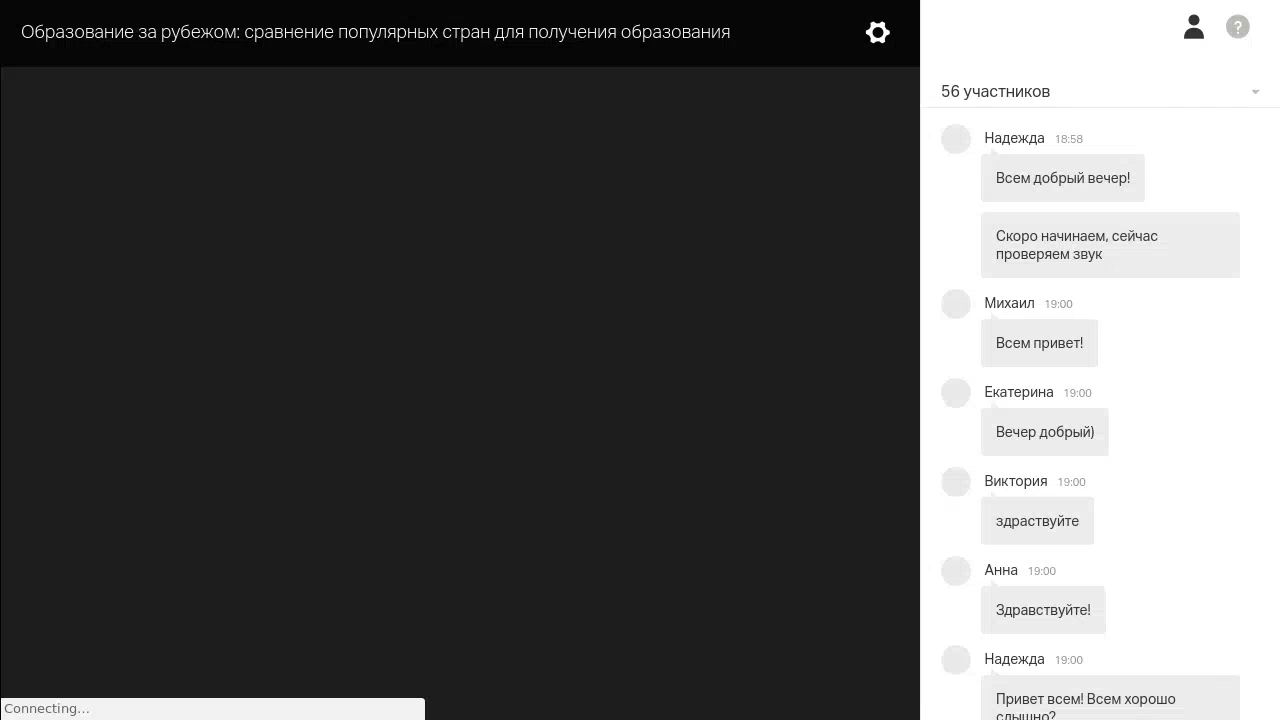 Образование за рубежом: сравнение популярных стран для получения образования
?
56 участников
Надежда 18:58
Всем добрый вечер!
Скоро начинаем, сейчас
проверяем звук
Михаил 19:00
Всем привет!
Екатерина 19:00
Вечер добрый)
Виктория 19:00
здраствуйте
Анна 19:00
Здравствуйте!
Надежда 19:00
Привет всем! Всем хорошо
слышно?
Connecting...